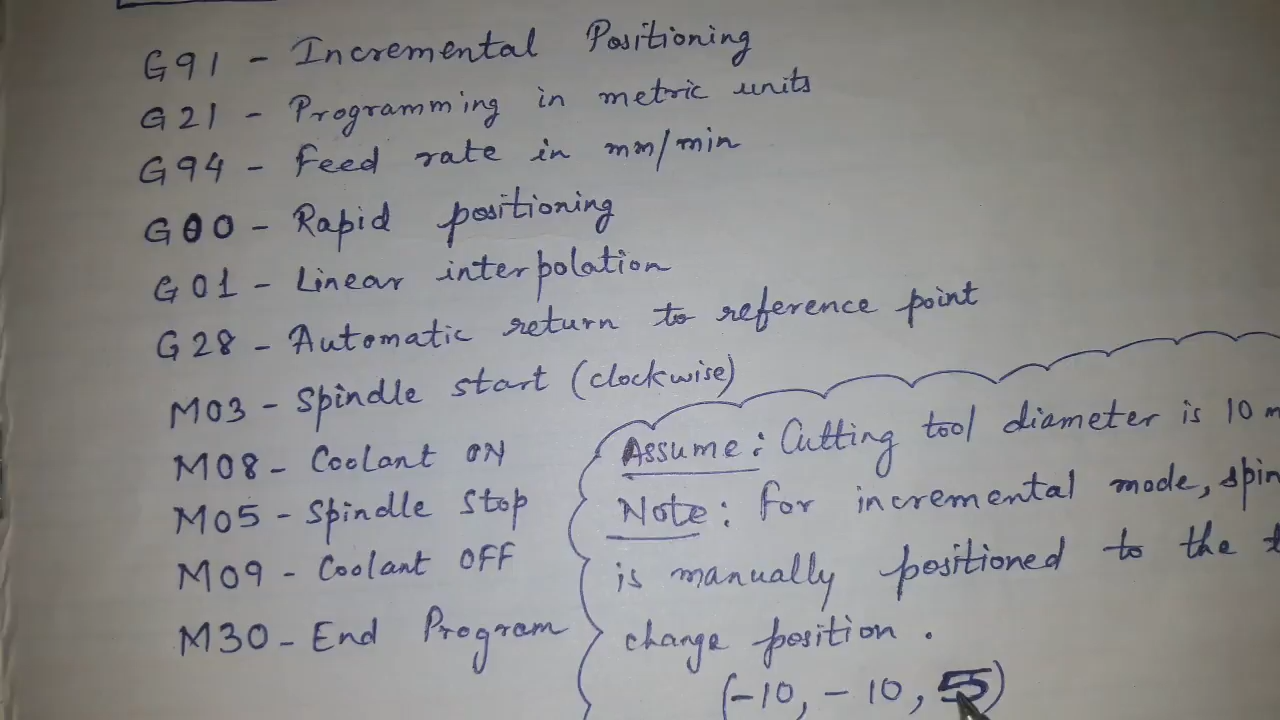 G91 - Incremental Positioning
G21 - Programming in metric units
G94 - Feed rate in mm/min
G00 - Rapid positioning
G01 - Linear interpolation
G28 - Automatic return to reference point
M03 - Spindle start (clockwise)
M08 - Coolant ON
M05 - Spindle Stop
M09 - Coolant OFF
M30 - End Program
Assume: Cutting tool diameter is 10
Note: For incremental mode,
is manually positioned to the
change position.
(-10, -10, 5)